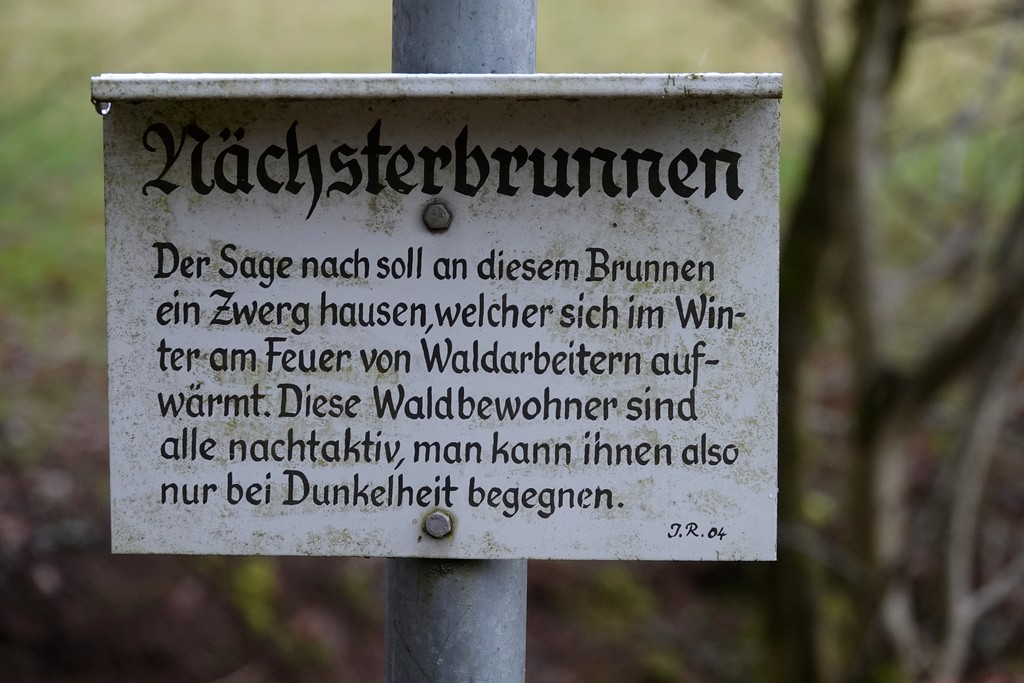 Nächsterbrunnen
Der Sage nach soll an diesem Brunnen
ein Zwerg hausen, welcher sich im Win-
ter am Feuer von Waldarbeitern auf-
wärmt. Diese Waldbewohner sind
alle nachtaktiv, man kann ihnen also
nur bei Dunkelheit begegnen.
J.R. 04